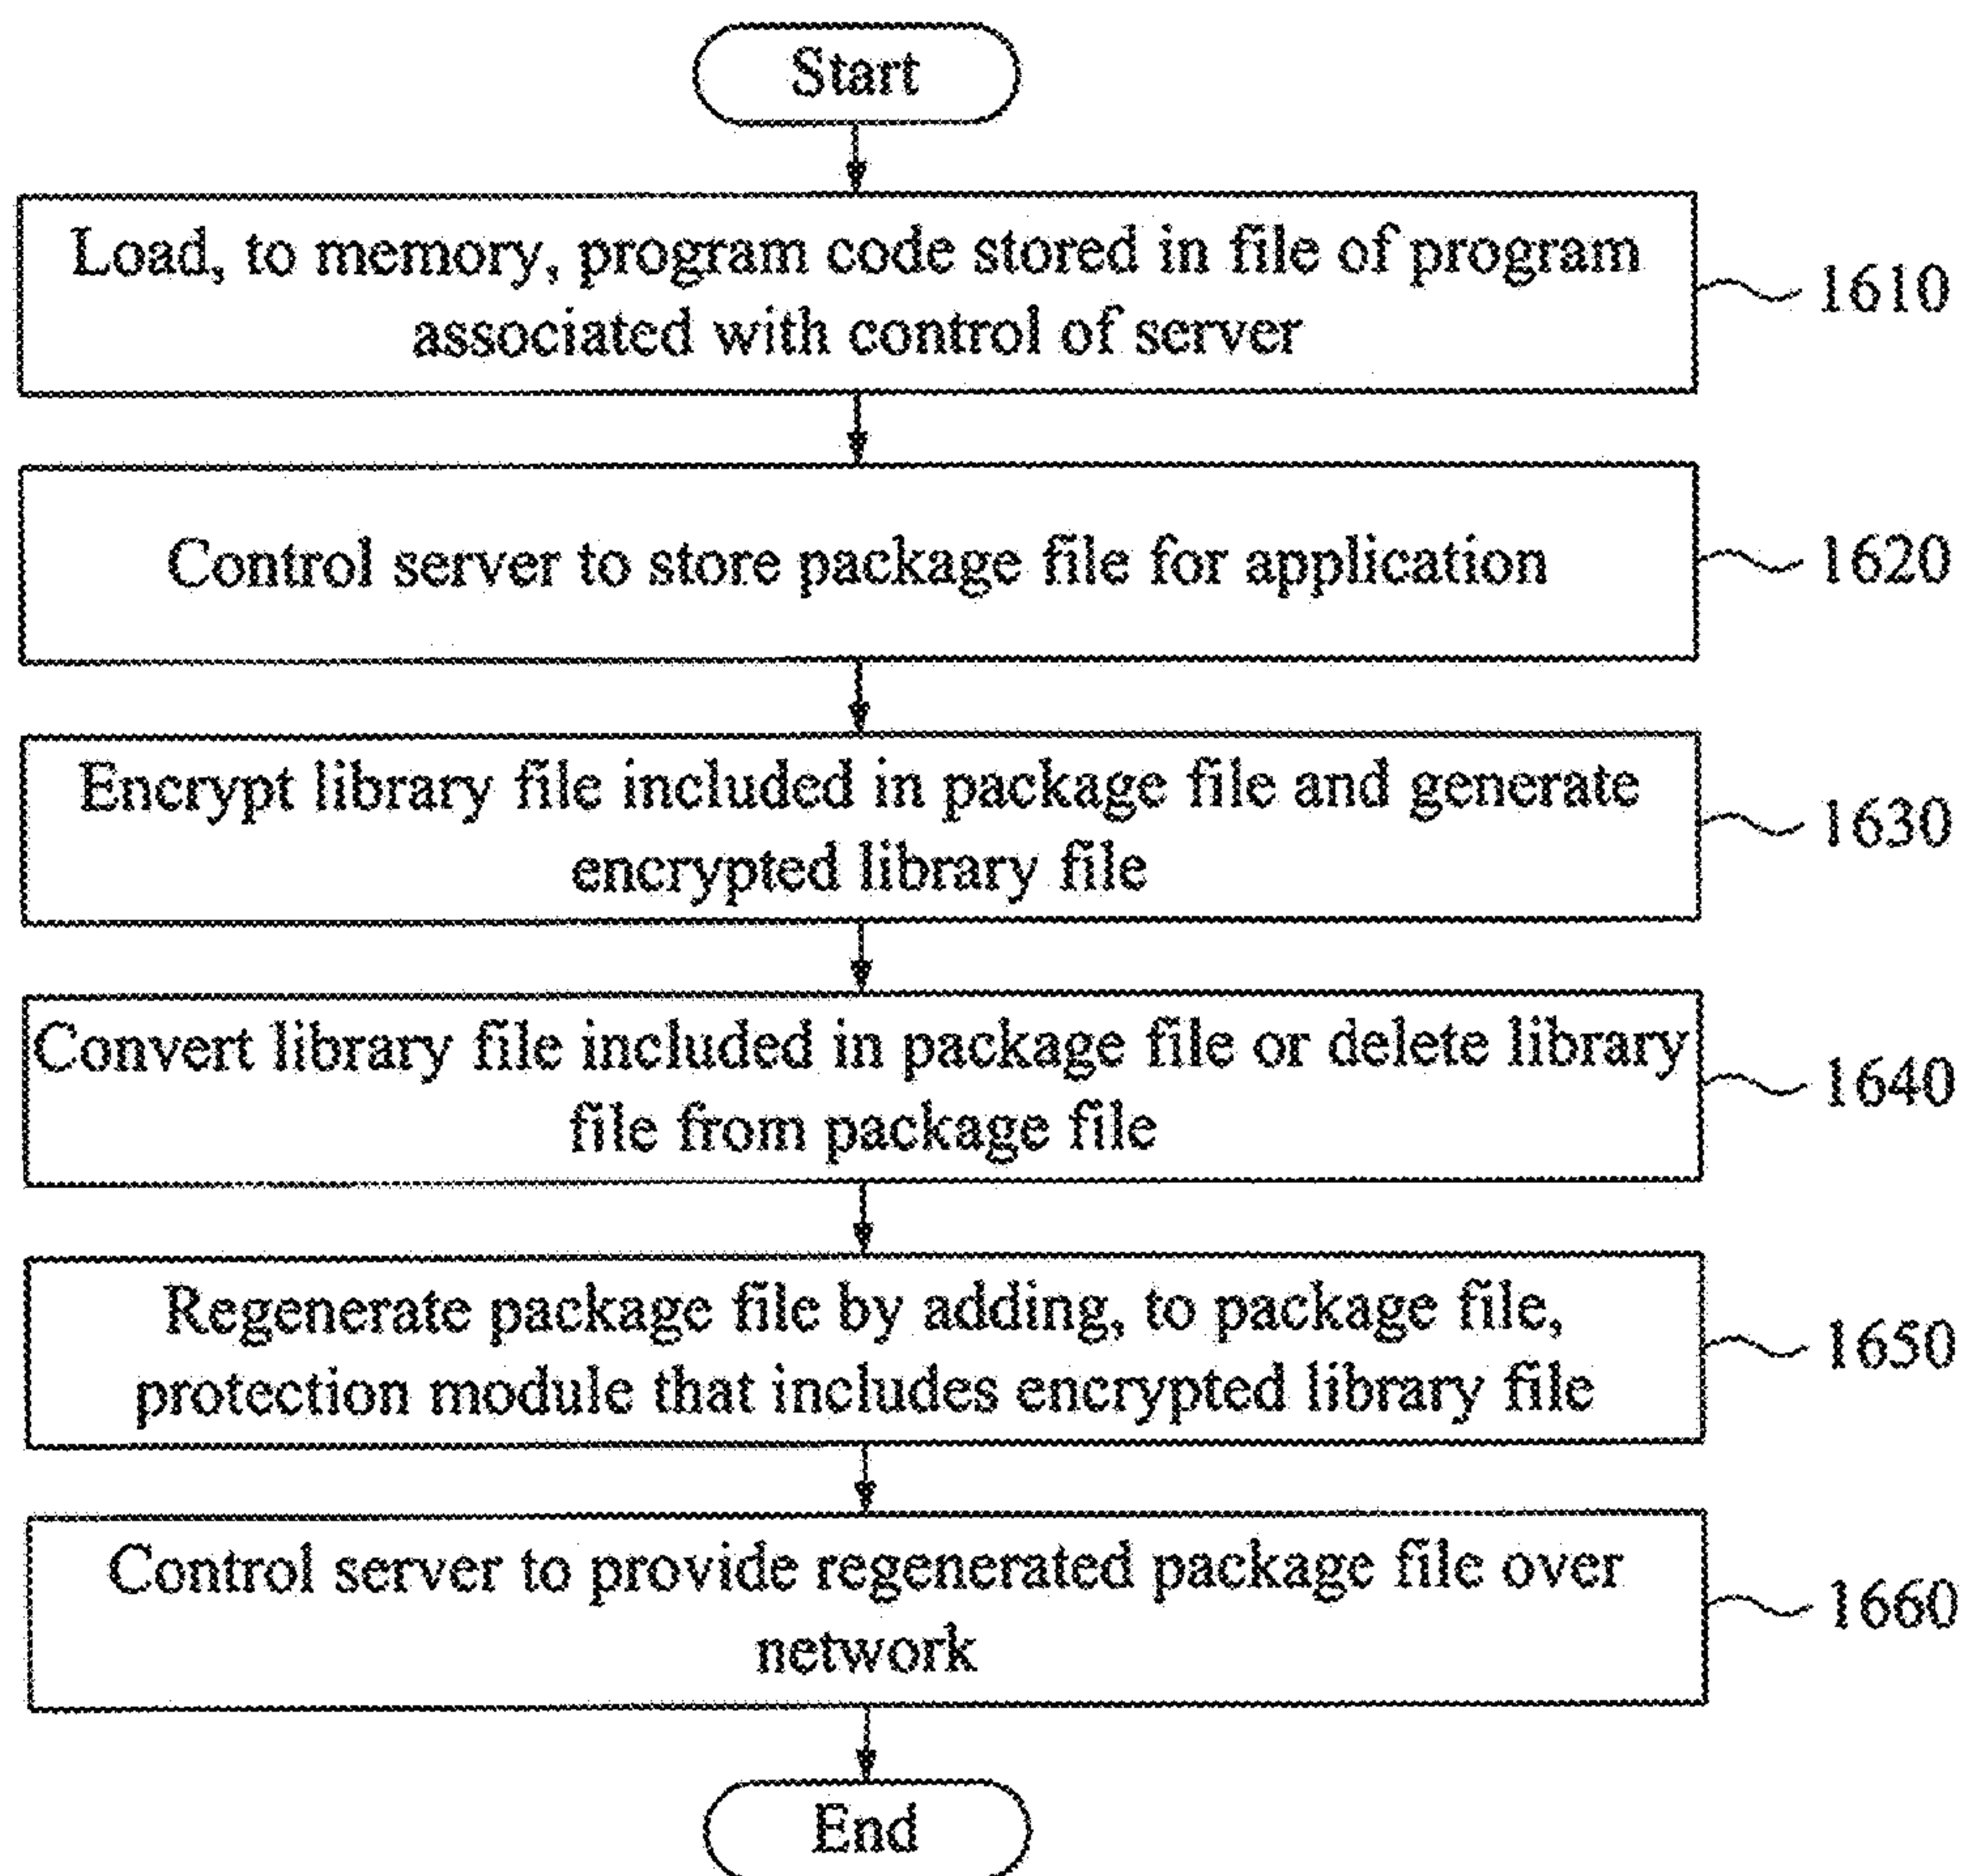 Start
Load, to memory, program code stored in file of program
associated with control of server
1610
Control server to store package file for application
1620
Encrypt library file included in package file and generate
encrypted library file
1630
Convert library file included in package file or delete library
file from package file
1640
Regenerate package file by adding, to package file,
protection module that includes encrypted library file
1650
Control server to provide regenerated package file over
network
1660
End